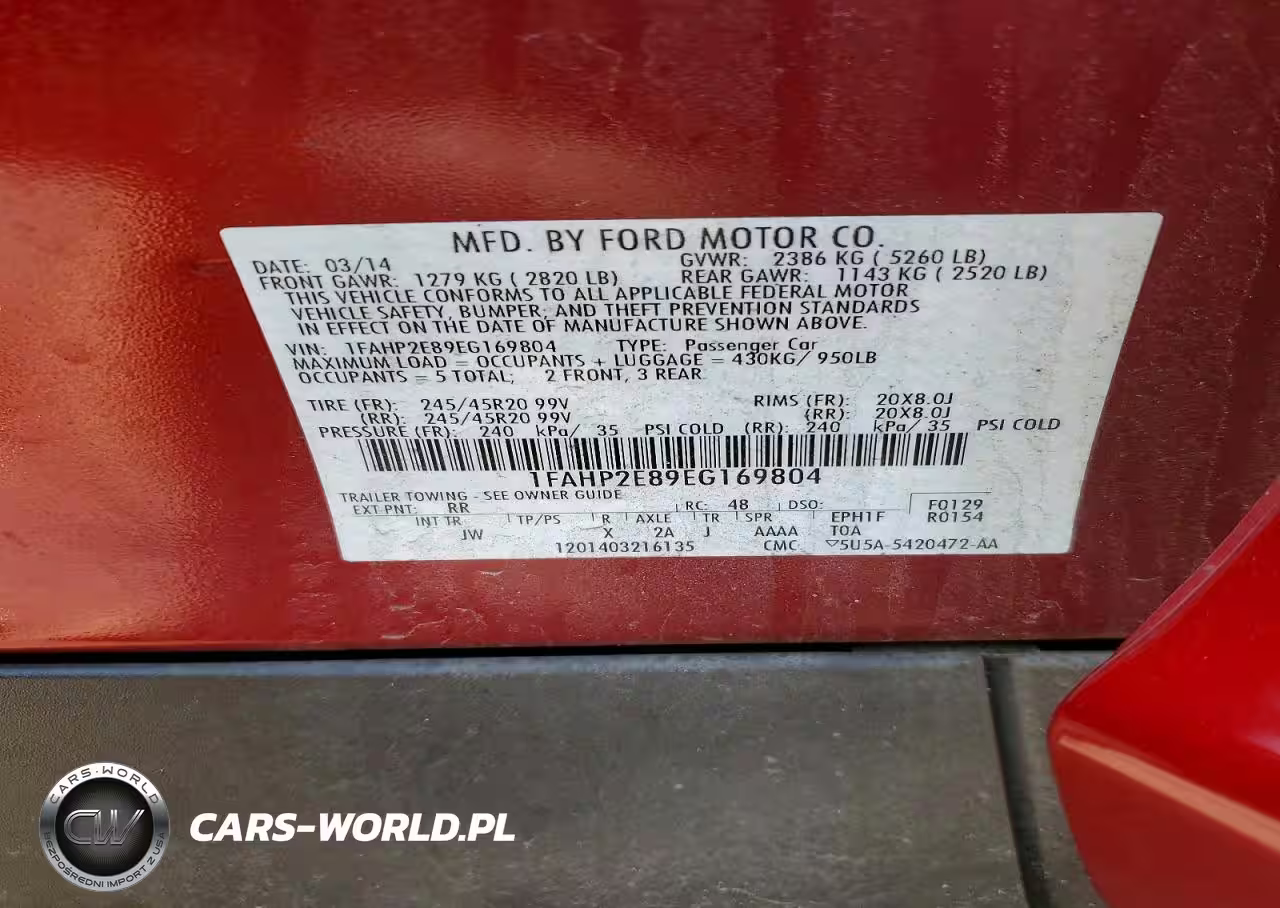 MFD. BY FORD MOTOR CO.
DATE: 03/14 GVWR: 2386 KG ( 5260 LB)
FRONT GAWR: 1279 KG ( 2820 LB) REAR GAWR: 1143 KG ( 2520 LB)
THIS VEHICLE CONFORMS TO ALL APPLICABLE FEDERAL MOTOR
VEHICLE SAFETY, BUMPER, AND THEFT PREVENTION STANDARDS
IN EFFECT ON THE DATE OF MANUFACTURE SHOWN ABOVE.
VIN: 1FAHP2E89EG169804 TYPE: Passenger Car
MAXIMUM LOAD = OCCUPANTS + LUGGAGE = 430KG/ 950LB
OCCUPANTS = 5 TOTAL; 2 FRONT, 3 REAR
TIRE (FR): 245/45R20 99V RIMS (FR): 20X8.0J
(RR): 245/45R20 99V (RR): 20X8.0J
PRESSURE (FR): 240 kPa/ 35 PSI COLD (RR): 240 kPa/ 35 PSI COLD
1FAHP2E89EG169804
TRAILER TOWING - SEE OWNER GUIDE
EXT PNT: RR RC: 48 DSO: F0129
INT TR TP/PS R AXLE TR SPR EPH1F R0154
JW X 2A J AAAA T0A
1201403216135 CMC ▽5U5A-5420472-AA
CARS-WORLD
CW
BEZPOŚREDNI IMPORT Z USA
CARS-WORLD.PL